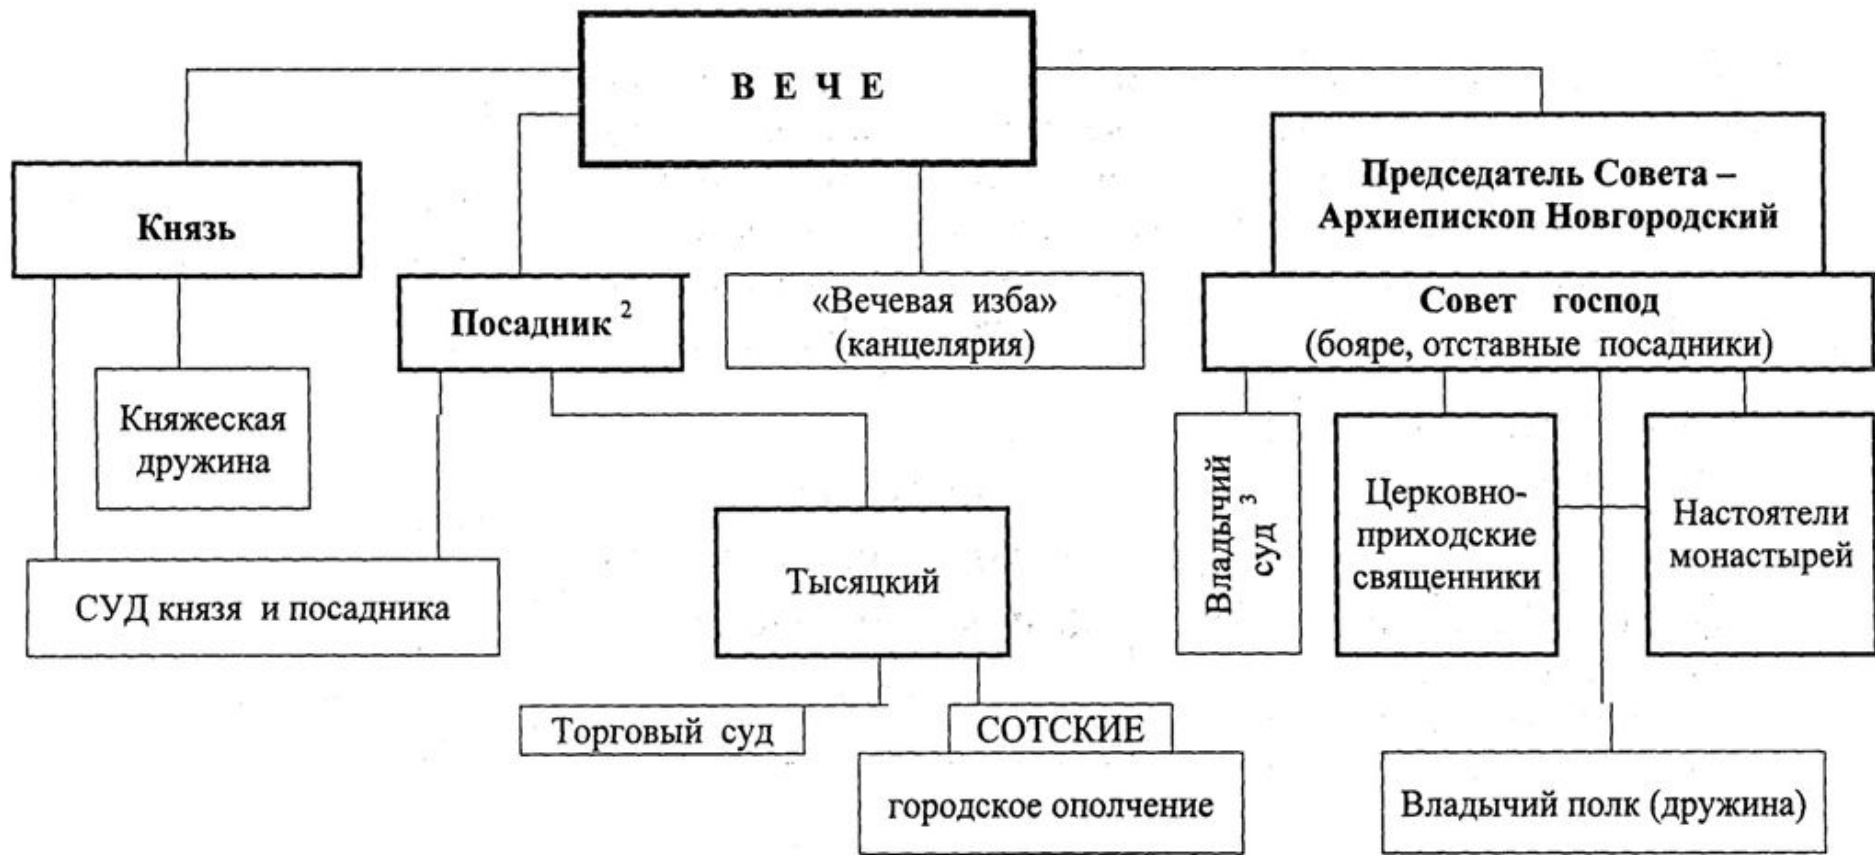 В Е Ч Е
Председатель Совета –
Архиепископ Новгородский
Князь
Посадник ²
«Вечевая изба»
(канцелярия)
Совет господ
(бояре, отставные посадники)
Княжеская
дружина
СУД князя и посадника
Тысяцкий
Владычий
суд ³
Церковно-
приходские
священники
Настоятели
монастырей
Торговый суд
СОТСКИЕ
городское ополчение
Владычий полк (дружина)